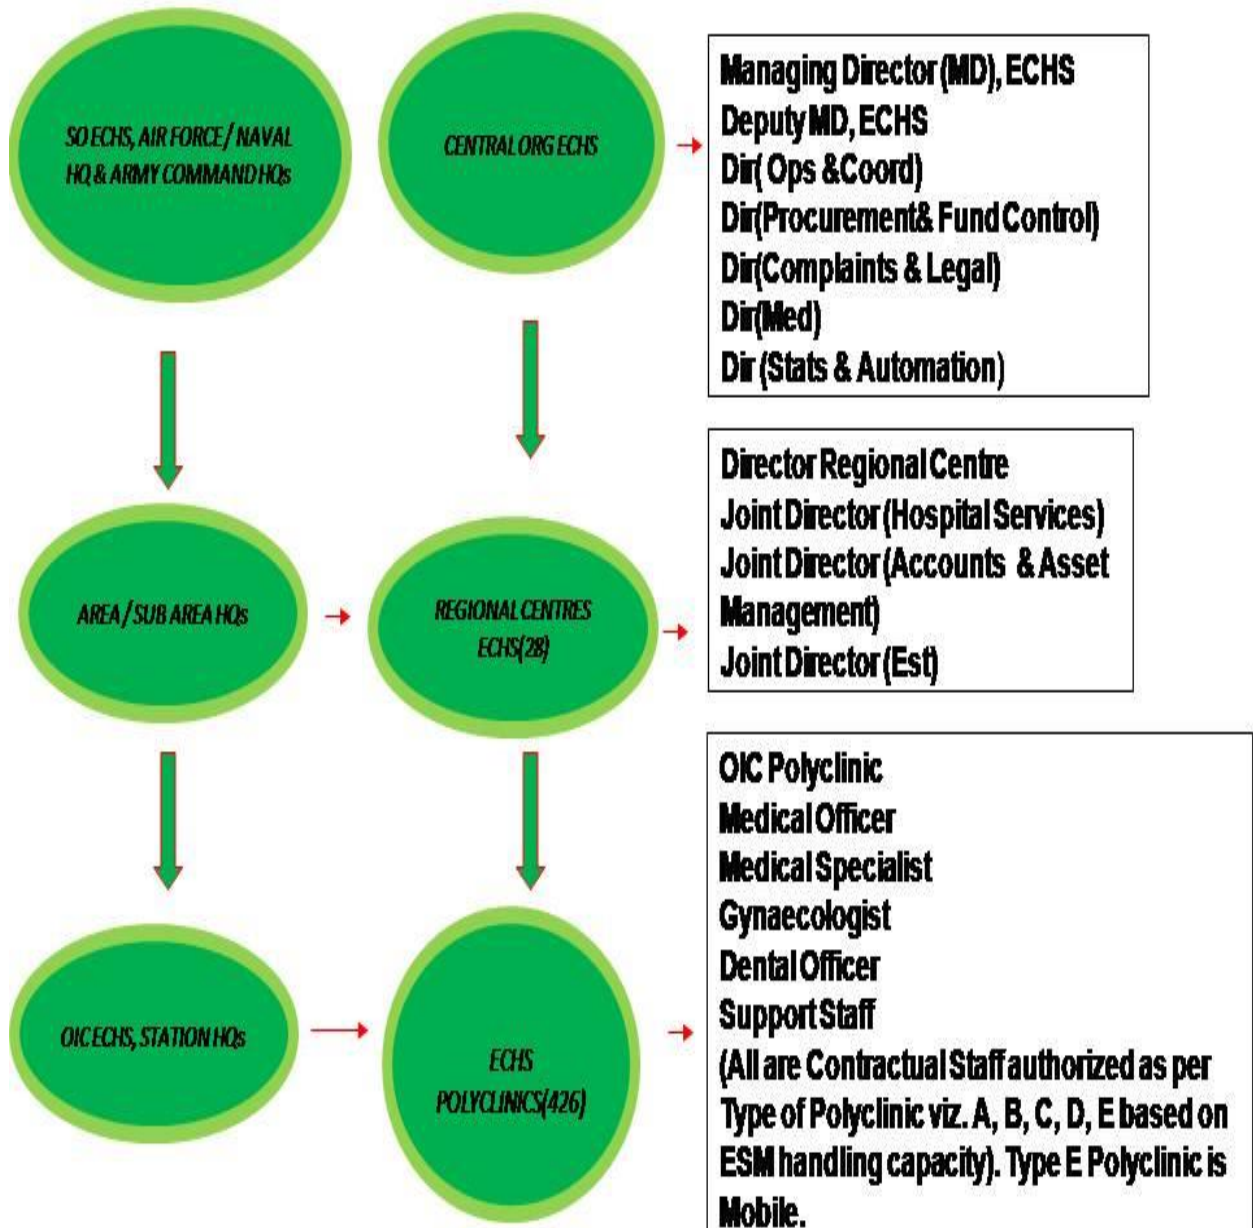 SO ECHS, AIR FORCE / NAVAL
HQ & ARMY COMMAND HQs
CENTRAL ORG ECHS
Managing Director (MD), ECHS
Deputy MD, ECHS
Dir( Ops &Coord)
Dir(Procurement& Fund Control)
Dir(Complaints & Legal)
Dir(Med)
Dir (Stats & Automation)
AREA / SUB AREA HQs
REGIONAL CENTRES
ECHS(28)
Director Regional Centre
Joint Director (Hospital Services)
Joint Director (Accounts & Asset
Management)
Joint Director (Est)
OIC ECHS, STATION HQs
ECHS
POLYCLINICS(426)
OIC Polyclinic
Medical Officer
Medical Specialist
Gynaecologist
Dental Officer
Support Staff
(All are Contractual Staff authorized as per
Type of Polyclinic viz. A, B, C, D, E based on
ESM handling capacity). Type E Polyclinic is
Mobile.